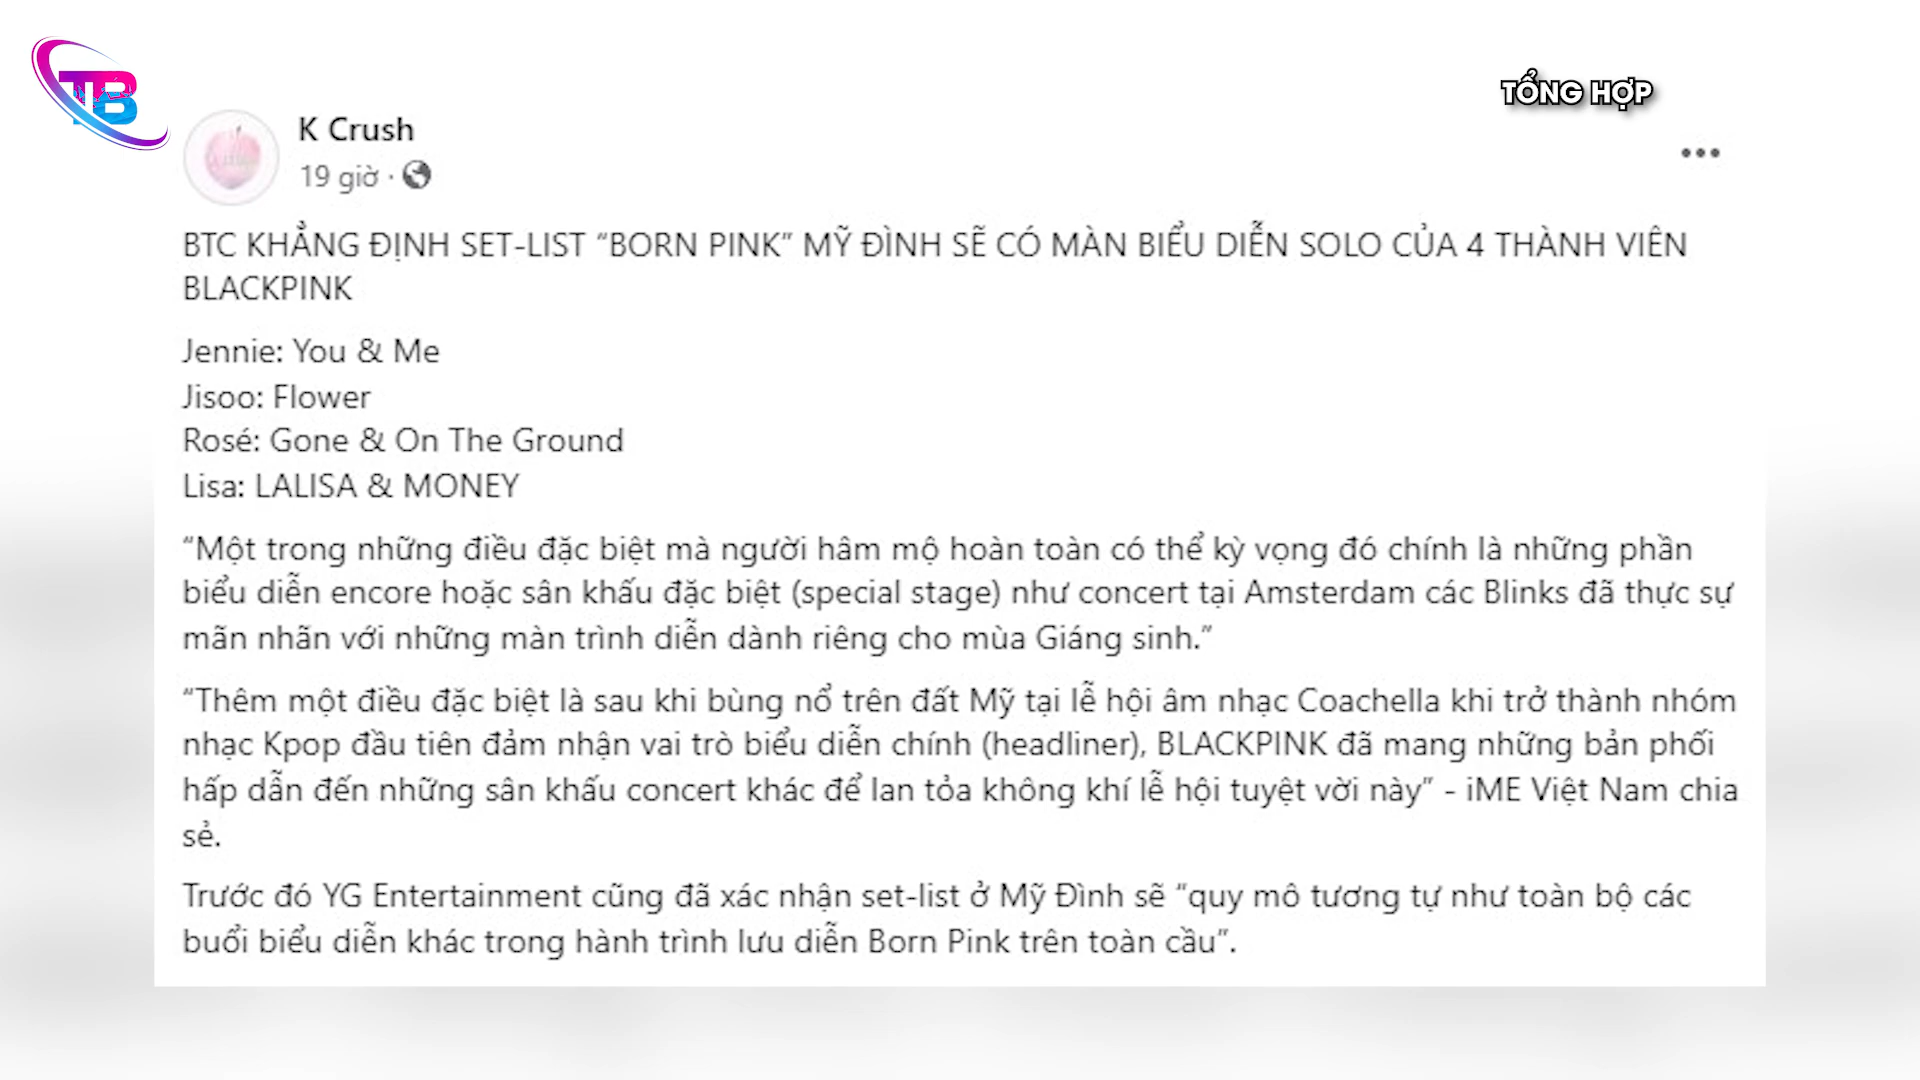 TB
TỔNG HỢP
K Crush
19 giờ ·
BTC KHẲNG ĐỊNH SET-LIST “BORN PINK” MỸ ĐÌNH SẼ CÓ MÀN BIỂU DIỄN SOLO CỦA 4 THÀNH VIÊN
BLACKPINK
Jennie: You & Me
Jisoo: Flower
Rosé: Gone & On The Ground
Lisa: LALISA & MONEY
“Một trong những điều đặc biệt mà người hâm mộ hoàn toàn có thể kỳ vọng đó chính là những phần
biểu diễn encore hoặc sân khấu đặc biệt (special stage) như concert tại Amsterdam các Blinks đã thực sự
mãn nhãn với những màn trình diễn dành riêng cho mùa Giáng sinh.”
“Thêm một điều đặc biệt là sau khi bùng nổ trên đất Mỹ tại lễ hội âm nhạc Coachella khi trở thành nhóm
nhạc Kpop đầu tiên đảm nhận vai trò biểu diễn chính (headliner), BLACKPINK đã mang những bản phối
hấp dẫn đến những sân khấu concert khác để lan tỏa không khí lễ hội tuyệt vời này” - iME Việt Nam chia
sẻ.
Trước đó YG Entertainment cũng đã xác nhận set-list ở Mỹ Đình sẽ “quy mô tương tự như toàn bộ các
buổi biểu diễn khác trong hành trình lưu diễn Born Pink trên toàn cầu”.